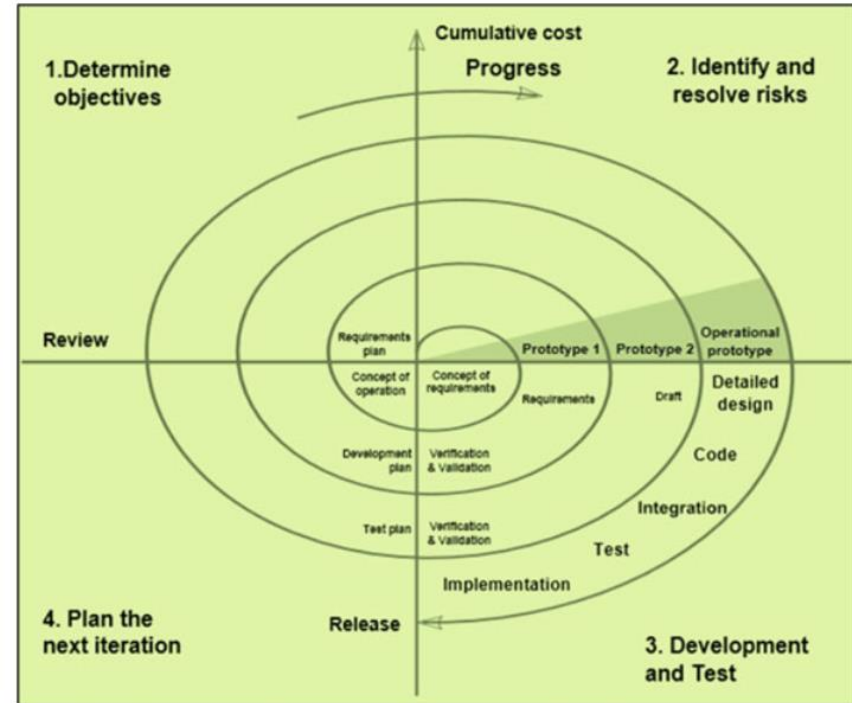 Cumulative cost
Progress
1.Determine
objectives
2. Identify and
resolve risks
Review
Requirements
plan
Prototype 1
Prototype 2
Operational
prototype
Concept of
operation
Concept of
requirements
Requirements
Draft
Detailed
design
Development
plan
Verification
& Validation
Code
Test plan
Verification
& Validation
Integration
Test
Implementation
Release
4. Plan the
next iteration
3. Development
and Test